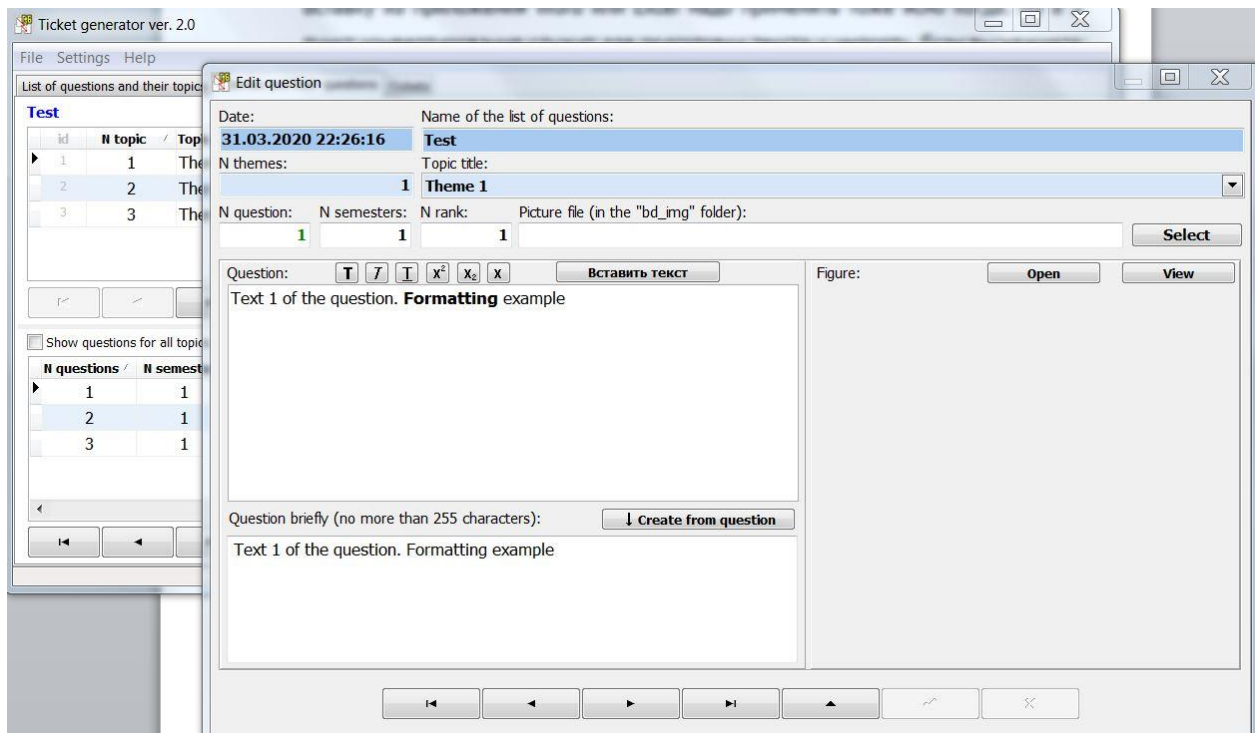 Ticket generator ver. 2.0
File Settings Help
List of questions and their topics
Test
id N topic Top
1 1 The
2 2 The
3 3 The
Show questions for all topic
N questions N semest
1 1
2 1
3 1
Edit question
Date: Name of the list of questions:
31.03.2020 22:26:16 Test
N themes: Topic title:
1 Theme 1
N question: N semesters: N rank: Picture file (in the "bd_img" folder):
1 1 1 Select
Question: T T T x² x₂ x Вставить текст Figure: Open View
Text 1 of the question. Formatting example
Question briefly (no more than 255 characters): ↓ Create from question
Text 1 of the question. Formatting example